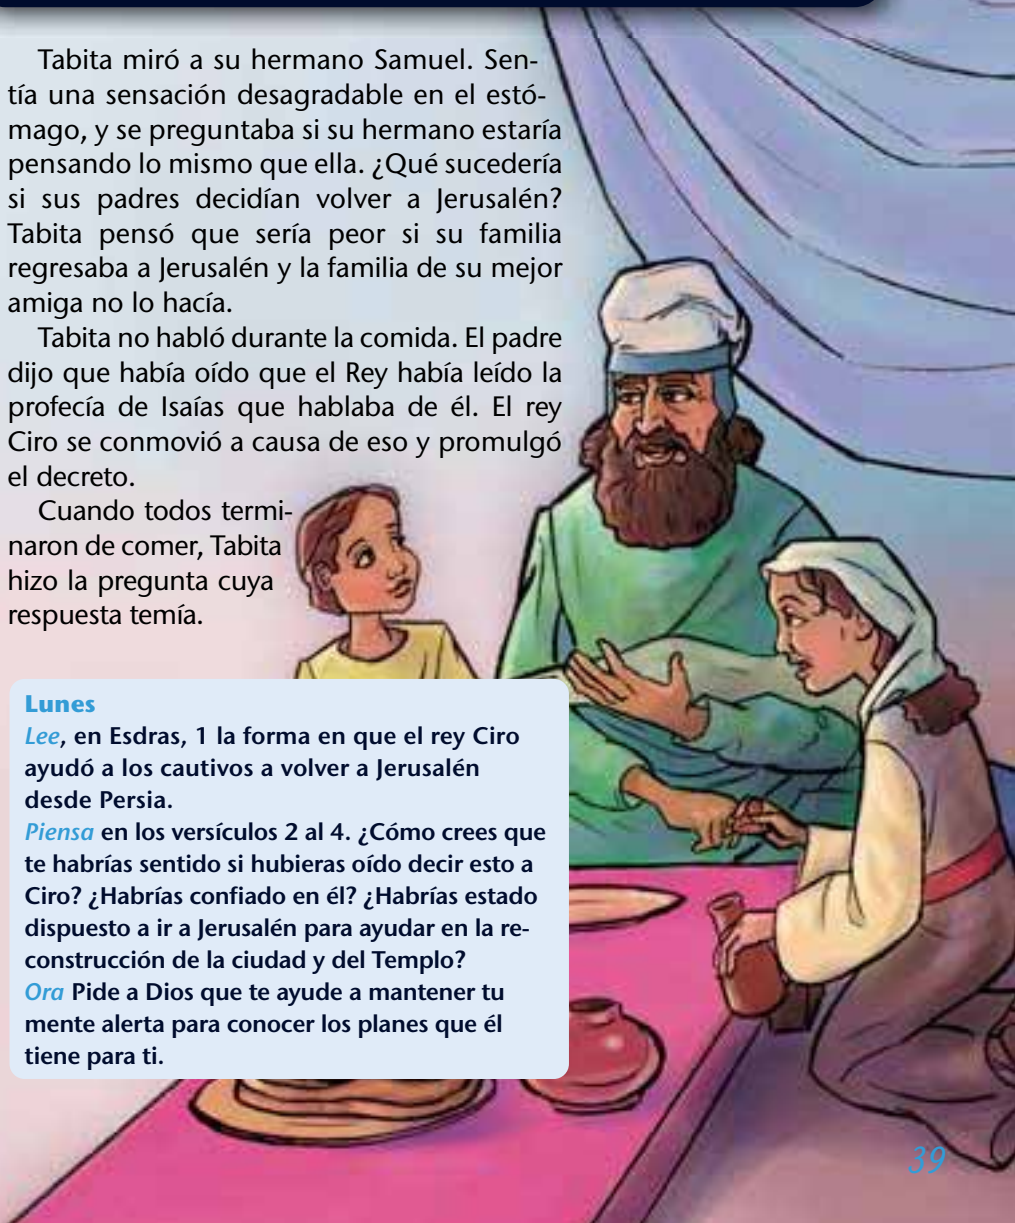 Tabita miró a su hermano Samuel. Sen-
tía una sensación desagradable en el estó-
mago, y se preguntaba si su hermano estaría
pensando lo mismo que ella. ¿Qué sucedería
si sus padres decidían volver a Jerusalén?
Tabita pensó que sería peor si su familia
regresaba a Jerusalén y la familia de su mejor
amiga no lo hacía.
Tabita no habló durante la comida. El padre
dijo que había oído que el Rey había leído la
profecía de Isaías que hablaba de él. El rey
Ciro se conmovió a causa de eso y promulgó
el decreto.
Cuando todos termi-
naron de comer, Tabita
hizo la pregunta cuya
respuesta temía.
Lunes
Lee, en Esdras, 1 la forma en que el rey Ciro
ayudó a los cautivos a volver a Jerusalén
desde Persia.
Piensa en los versículos 2 al 4. ¿Cómo crees que
te habrías sentido si hubieras oído decir esto a
Ciro? ¿Habrías confiado en él? ¿Habrías estado
dispuesto a ir a Jerusalén para ayudar en la re-
construcción de la ciudad y del Templo?
Ora Pide a Dios que te ayude a mantener tu
mente alerta para conocer los planes que él
tiene para ti.
39